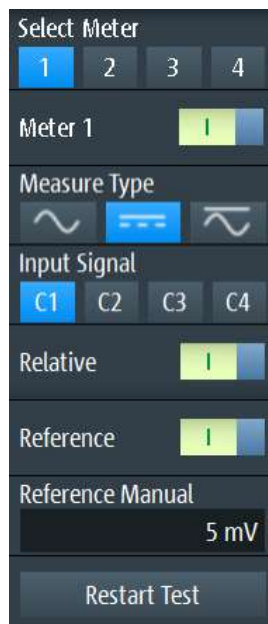 Select Meter
1 2 3 4
Meter 1 I
Measure Type
Input Signal
C1 C2 C3 C4
Relative I
Reference I
Reference Manual
5 mV
Restart Test